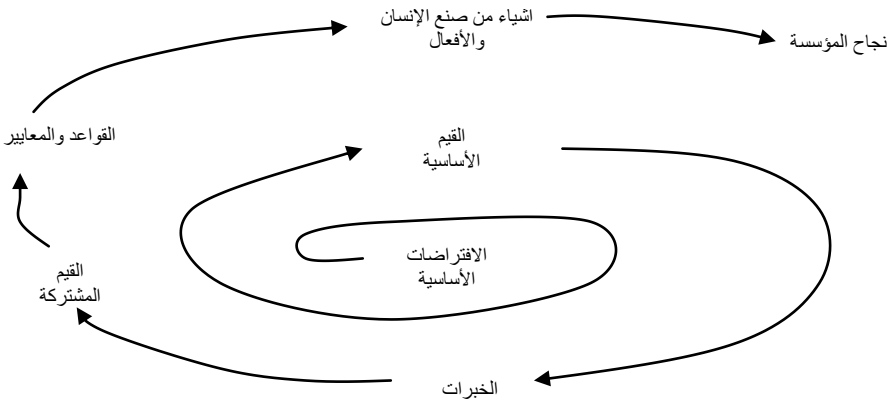 اشياء من صنع الإنسان
والأفعال
نجاح المؤسسة
القواعد والمعايير
القيم
الأساسية
الافتراضات
الأساسية
القيم
المشتركة
الخبرات